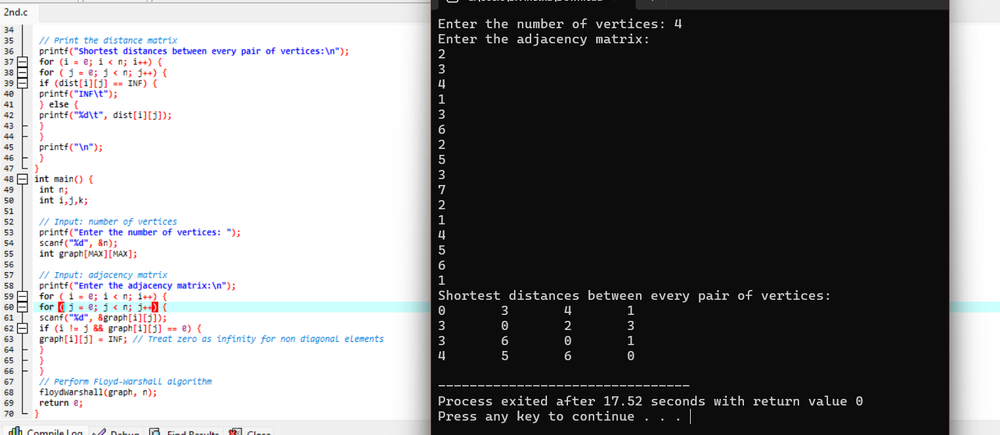 2nd.c
34
35 // Print the distance matrix
36 printf("Shortest distances between every pair of vertices:\n");
37 for (i = 0; i < n; i++) {
38 for ( j = 0; j < n; j++) {
39 if (dist[i][j] == INF) {
40 printf("INF\t");
41 } else {
42 printf("%d\t", dist[i][j]);
43 }
44 }
45 printf("\n");
46 }
47 }
48 int main() {
49 int n;
50 int i,j,k;
51
52 // Input: number of vertices
53 printf("Enter the number of vertices: ");
54 scanf("%d", &n);
55 int graph[MAX][MAX];
56
57 // Input: adjacency matrix
58 printf("Enter the adjacency matrix:\n");
59 for ( i = 0; i < n; i++) {
60 for ( j = 0; j < n; j++) {
61 scanf("%d", &graph[i][j]);
62 if (i != j && graph[i][j] == 0) {
63 graph[i][j] = INF; // Treat zero as infinity for non diagonal elements
64 }
65 }
66 }
67 // Perform Floyd-Warshall algorithm
68 floydWarshall(graph, n);
69 return 0;
70 }
Compile Log Debug Find Results Close
Enter the number of vertices: 4
Enter the adjacency matrix:
2
3
4
1
3
6
2
5
3
7
2
1
4
5
6
1
Shortest distances between every pair of vertices:
0 3 4 1
3 0 2 3
3 6 0 1
4 5 6 0
--------------------------------
Process exited after 17.52 seconds with return value 0
Press any key to continue . . .